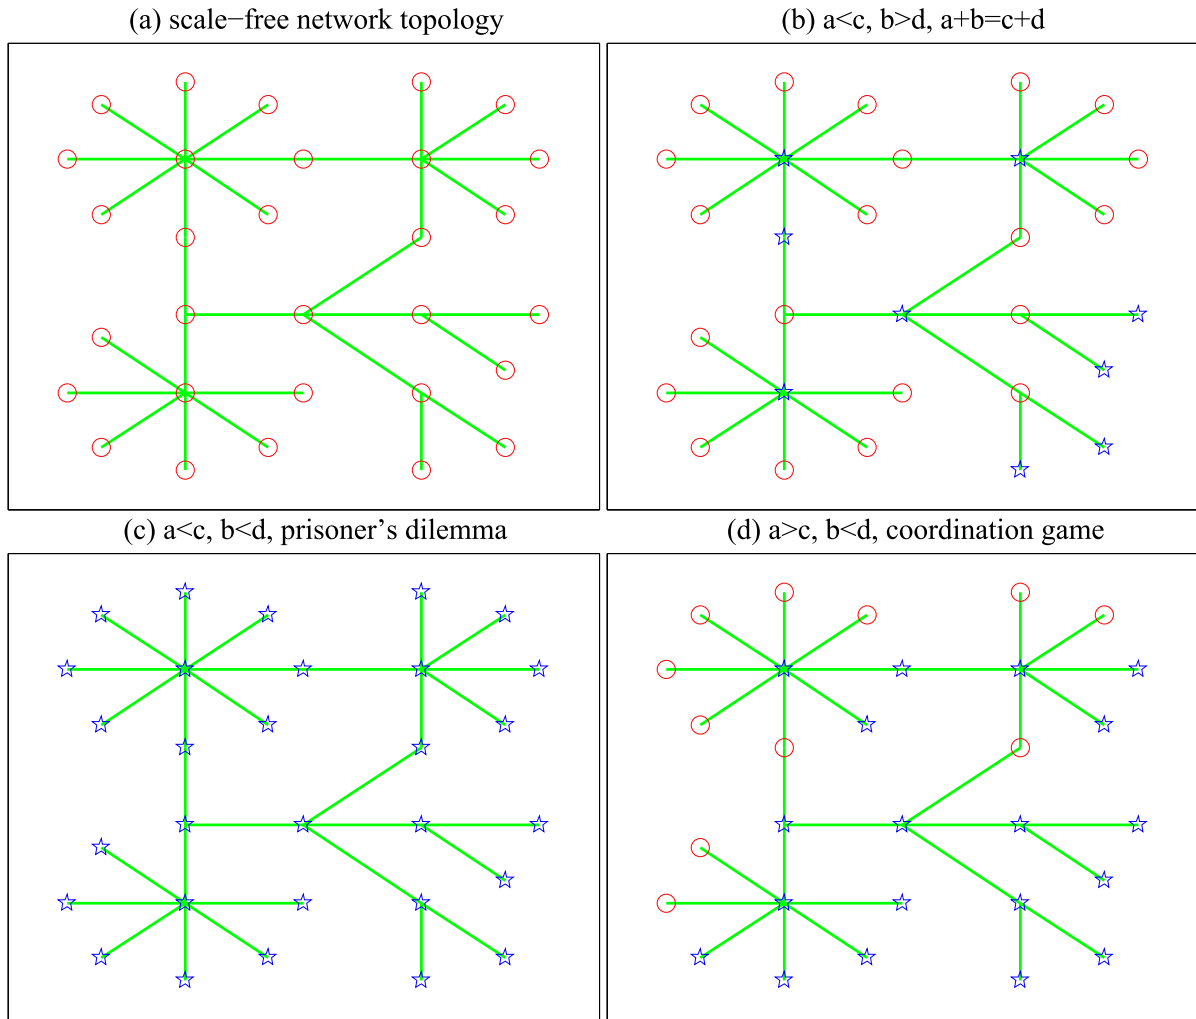 (a) scale−free network topology
(b) a<c, b>d, a+b=c+d
(c) a<c, b<d, prisoner’s dilemma
(d) a>c, b<d, coordination game